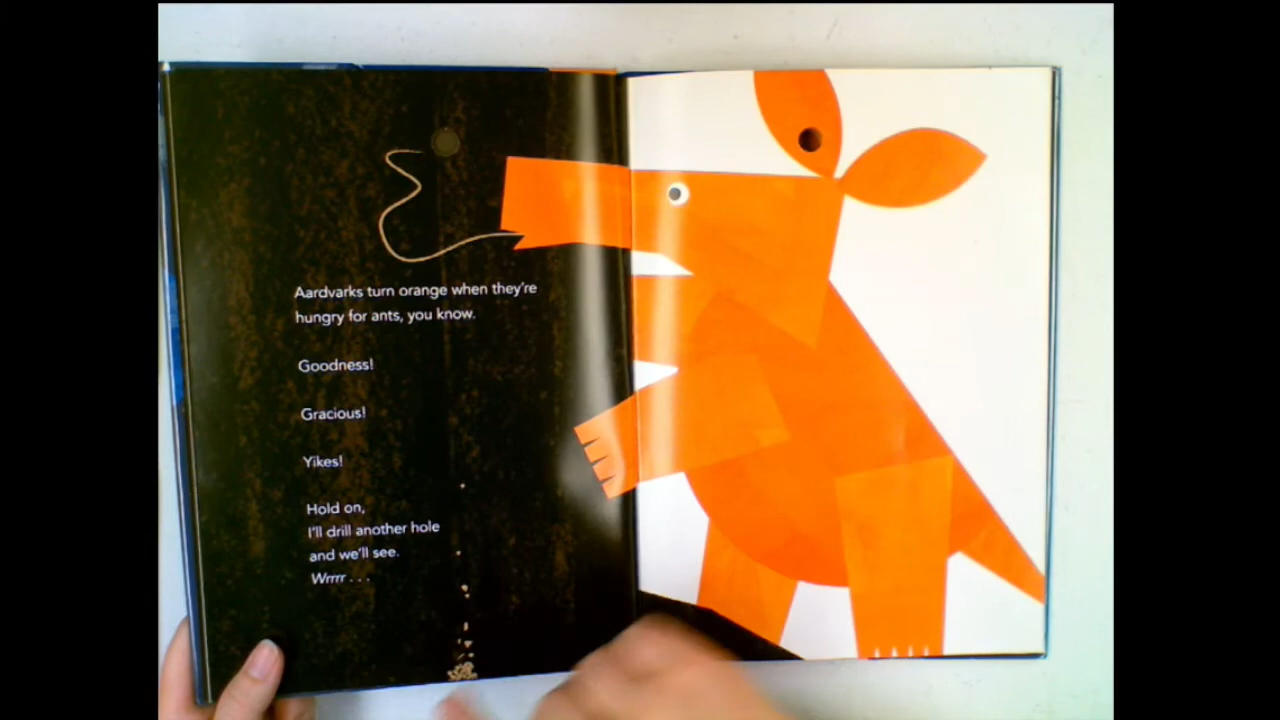 Aardvarks turn orange when they're
hungry for ants, you know.
Goodness!
Gracious!
Yikes!
Hold on,
I'll drill another hole
and we'll see.
Wrrrr . . .